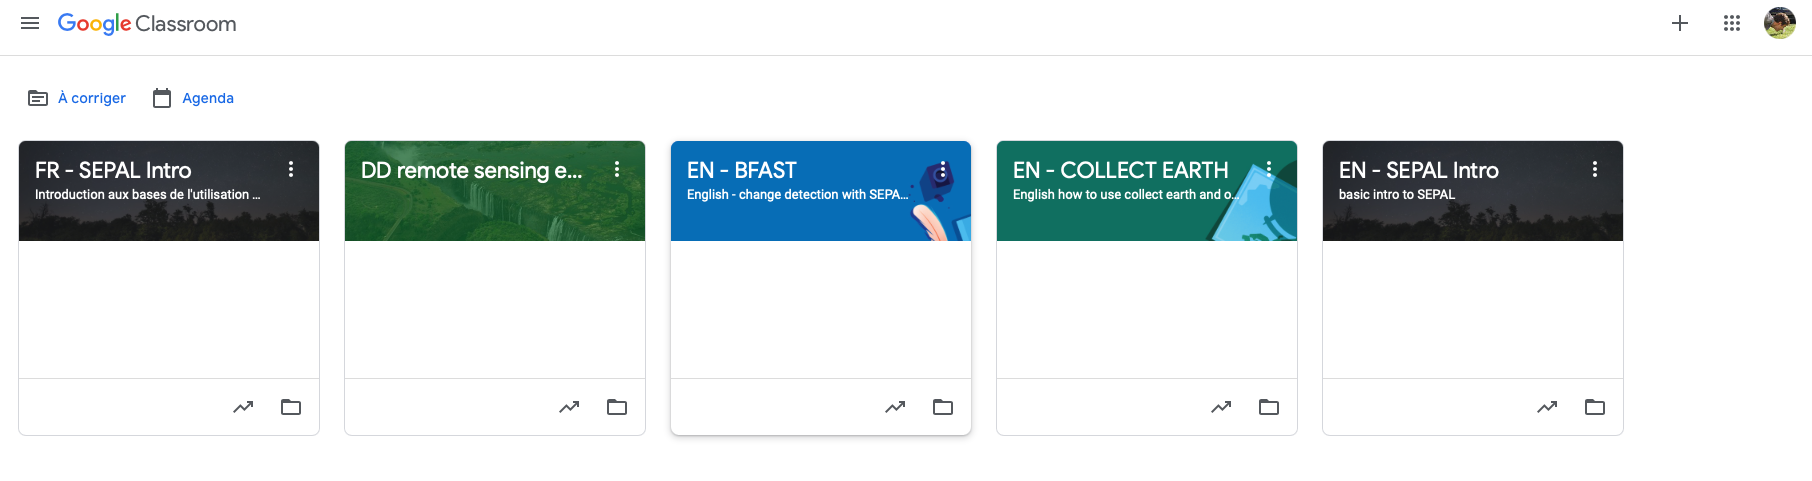 Google Classroom
À corriger
Agenda
FR - SEPAL Intro
Introduction aux bases de l'utilisation ...
DD remote sensing e...
EN - BFAST
English - change detection with SEPA...
EN - COLLECT EARTH
English how to use collect earth and o...
EN - SEPAL Intro
basic intro to SEPAL